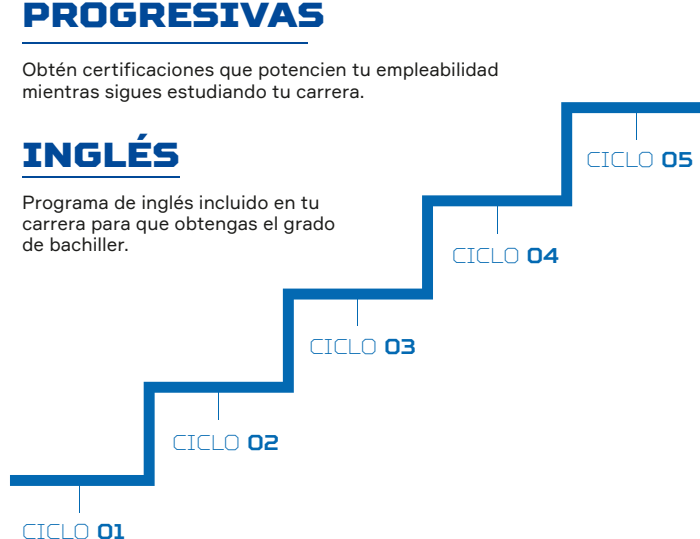 PROGRESIVAS
Obtén certificaciones que potencien tu empleabilidad
mientras sigues estudiando tu carrera.
INGLÉS
Programa de inglés incluido en tu
carrera para que obtengas el grado
de bachiller.
CICLO 05
CICLO 04
CICLO 03
CICLO 02
CICLO 01